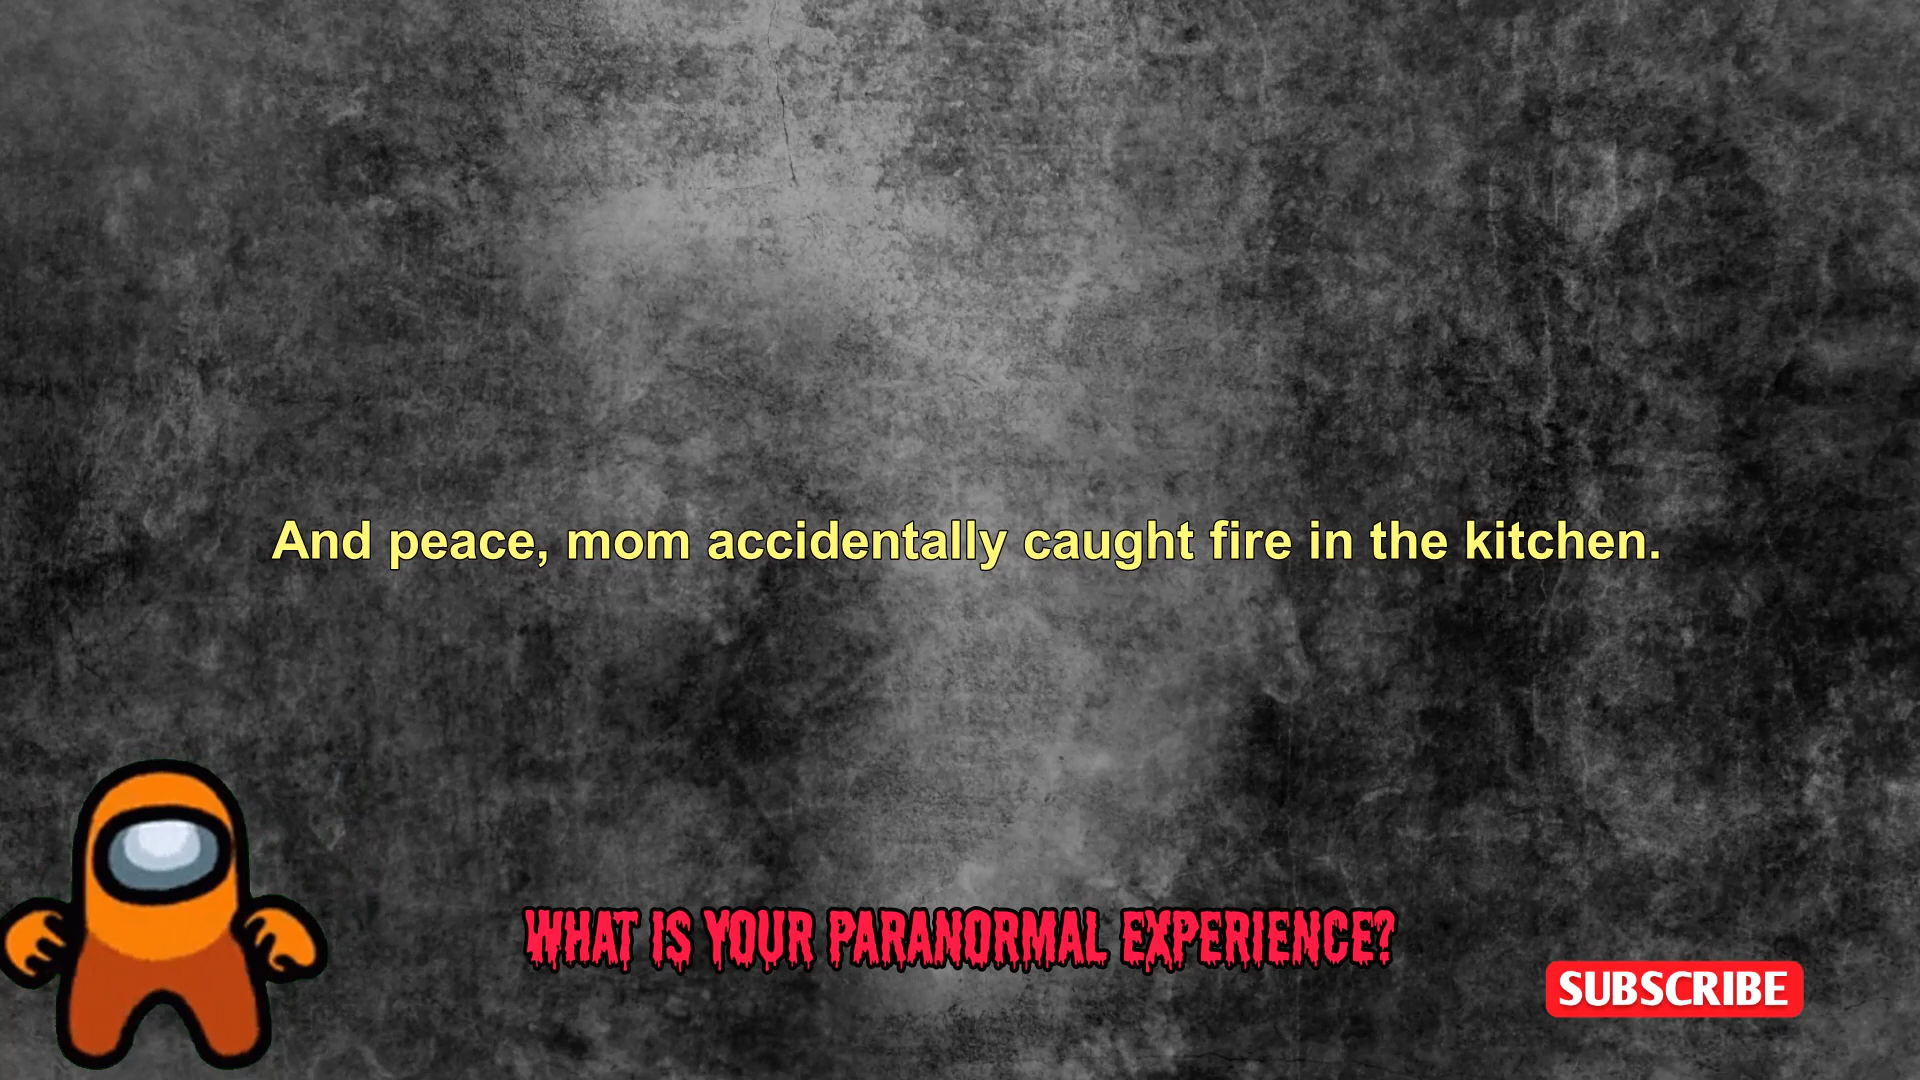 And peace, mom accidentally caught fire in the kitchen.
WHAT IS YOUR PARANORMAL EXPERIENCE?
SUBSCRIBE